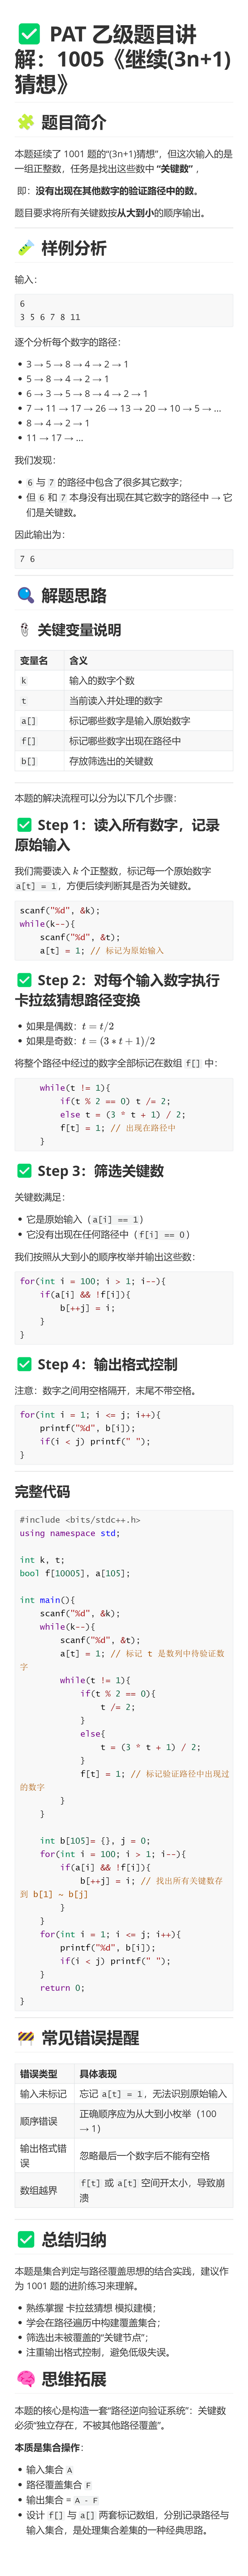 ✅ PAT 乙级题目讲
解：1005《继续(3n+1)
猜想》
🧩 题目简介
本题延续了 1001 题的“(3n+1)猜想”，但这次输入的是
一组正整数，任务是找出这些数中 “关键数” ，
即：没有出现在其他数字的验证路径中的数。
题目要求将所有关键数按从大到小的顺序输出。
🧪 样例分析
输入：
6
3 5 6 7 8 11
逐个分析每个数字的路径：
• 3 → 5 → 8 → 4 → 2 → 1
• 5 → 8 → 4 → 2 → 1
• 6 → 3 → 5 → 8 → 4 → 2 → 1
• 7 → 11 → 17 → 26 → 13 → 20 → 10 → 5 → ...
• 8 → 4 → 2 → 1
• 11 → 17 → ...
我们发现：
• 6 与 7 的路径中包含了很多其它数字；
• 但 6 和 7 本身没有出现在其它数字的路径中 → 它
们是关键数。
因此输出为：
7 6
🔍 解题思路
🖇 关键变量说明
变量名 含义
k 输入的数字个数
t 当前读入并处理的数字
a[] 标记哪些数字是输入原始数字
f[] 标记哪些数字出现在路径中
b[] 存放筛选出的关键数
本题的解决流程可以分为以下几个步骤：
✅ Step 1：读入所有数字，记录
原始输入
我们需要读入 k 个正整数，标记每一个原始数字
a[t] = 1，方便后续判断其是否为关键数。
scanf("%d", &k);
while(k--){
    scanf("%d", &t);
    a[t] = 1; // 标记为原始输入
✅ Step 2：对每个输入数字执行
卡拉兹猜想路径变换
• 如果是偶数：t = t/2
• 如果是奇数：t = (3 * t + 1)/2
将整个路径中经过的数字全部标记在数组 f[] 中：
    while(t != 1){
        if(t % 2 == 0) t /= 2;
        else t = (3 * t + 1) / 2;
        f[t] = 1; // 出现在路径中
    }
✅ Step 3：筛选关键数
关键数满足：
• 它是原始输入（a[i] == 1）
• 它没有出现在任何路径中（f[i] == 0）
我们按照从大到小的顺序枚举并输出这些数：
for(int i = 100; i > 1; i--){
    if(a[i] && !f[i]){
        b[++j] = i;
    }
}
✅ Step 4：输出格式控制
注意：数字之间用空格隔开，末尾不带空格。
for(int i = 1; i <= j; i++){
    printf("%d", b[i]);
    if(i < j) printf(" ");
}
完整代码
#include <bits/stdc++.h>
using namespace std;
int k, t;
bool f[10005], a[105];
int main(){
    scanf("%d", &k);
    while(k--){
        scanf("%d", &t);
        a[t] = 1; // 标记 t 是数列中待验证数
字
        while(t != 1){
            if(t % 2 == 0){
                t /= 2;
            }
            else{
                t = (3 * t + 1) / 2;
            }
            f[t] = 1; // 标记验证路径中出现过
的数字
        }
    }
    int b[105]= {}, j = 0;
    for(int i = 100; i > 1; i--){
        if(a[i] && !f[i]){
            b[++j] = i; // 找出所有关键数存
到 b[1] ~ b[j]
        }
    }
    for(int i = 1; i <= j; i++){
        printf("%d", b[i]);
        if(i < j) printf(" ");
    }
    return 0;
}
🚧 常见错误提醒
错误类型 具体表现
输入未标记 忘记 a[t] = 1，无法识别原始输入
顺序错误 正确顺序应为从大到小枚举（100
→ 1）
输出格式错
误 忽略最后一个数字后不能有空格
数组越界 f[t] 或 a[t] 空间开太小，导致崩
溃
✅ 总结归纳
本题是集合判定与路径覆盖思想的结合实践，建议作
为 1001 题的进阶练习来理解。
• 熟练掌握 卡拉兹猜想 模拟建模；
• 学会在路径遍历中构建覆盖集合；
• 筛选出未被覆盖的“关键节点”；
• 注重输出格式控制，避免低级失误。
🧠 思维拓展
本题的核心是构造一套“路径逆向验证系统”：关键数
必须“独立存在，不被其他路径覆盖”。
本质是集合操作：
• 输入集合 A
• 路径覆盖集合 F
• 输出集合 = A - F
• 设计 f[] 与 a[] 两套标记数组，分别记录路径与
输入集合，是处理集合差集的一种经典思路。